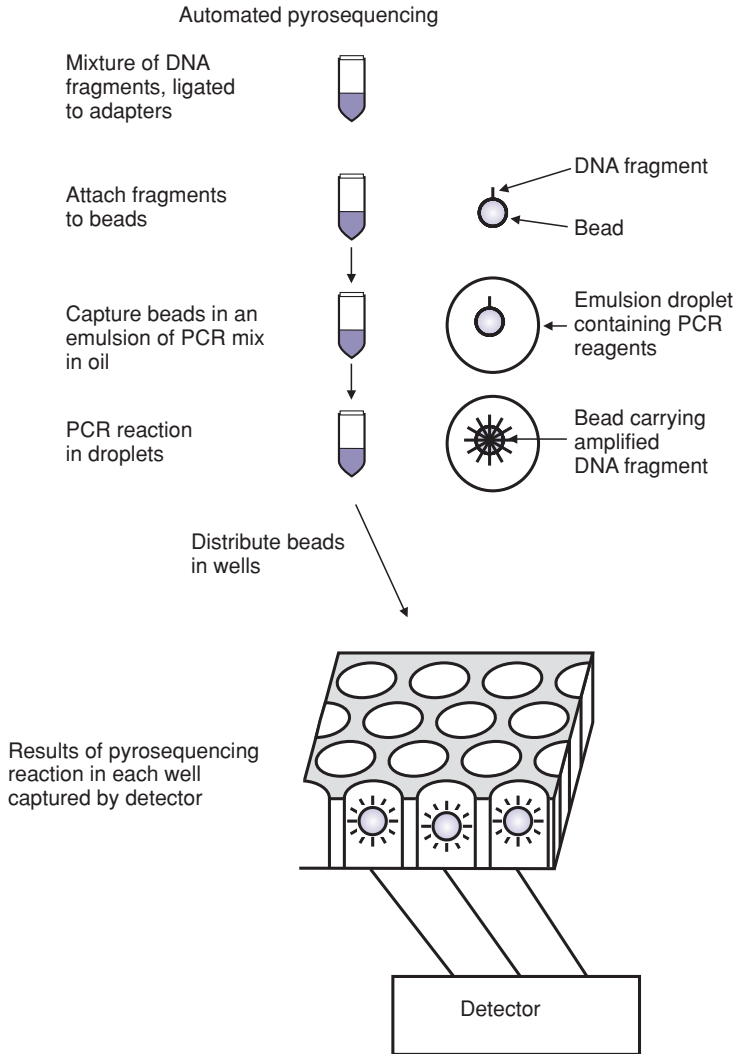 Automated pyrosequencing
Mixture of DNA
fragments, ligated
to adapters
Attach fragments
to beads
DNA fragment
Bead
Capture beads in an
emulsion of PCR mix
in oil
Emulsion droplet
containing PCR
reagents
PCR reaction
in droplets
Bead carrying
amplified
DNA fragment
Distribute beads
in wells
Results of pyrosequencing
reaction in each well
captured by detector
Detector